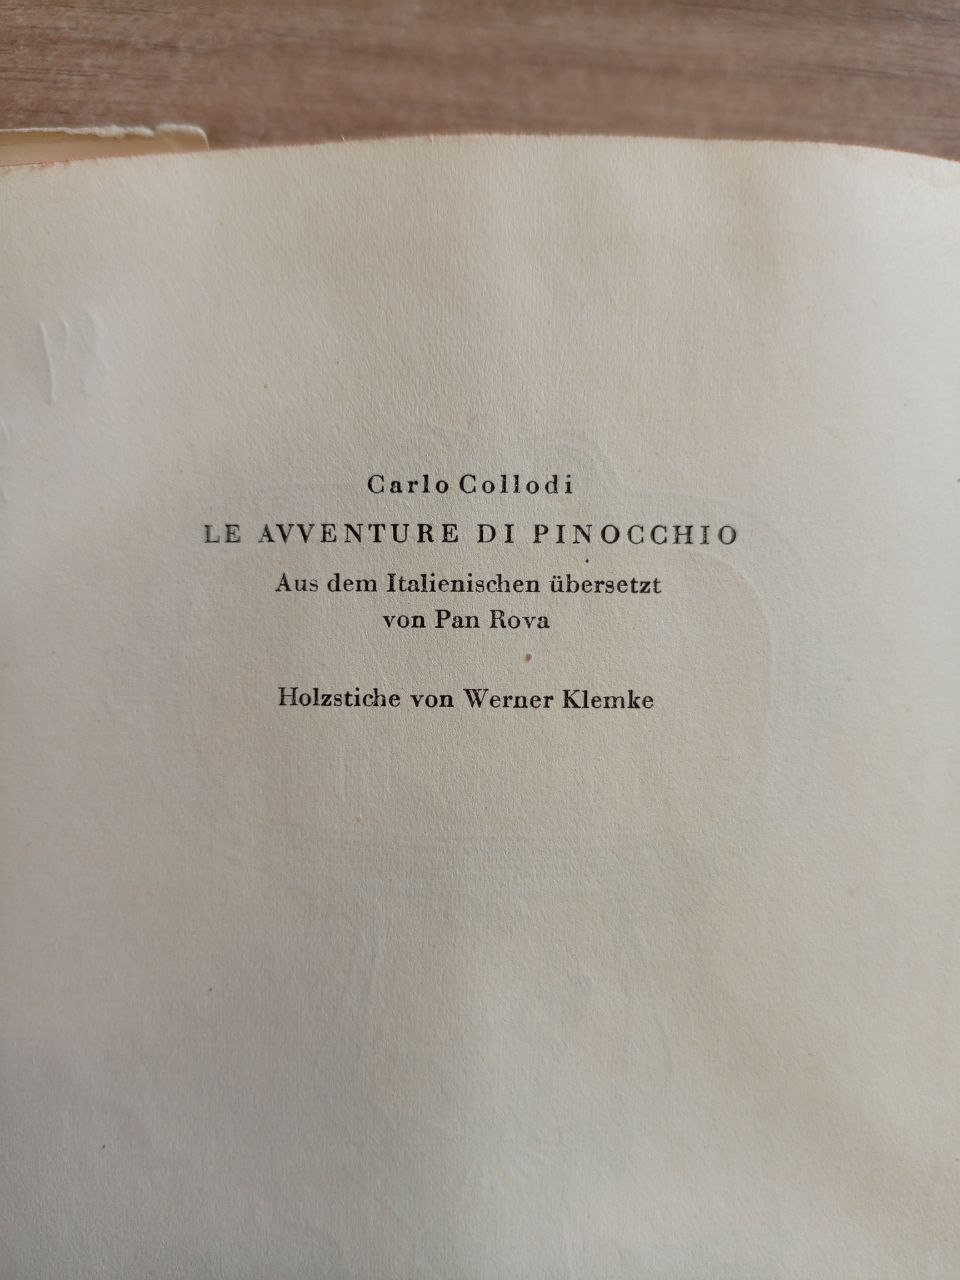 Carlo Collodi
LE AVVENTURE DI PINOCCHIO
Aus dem Italienischen übersetzt
von Pan Rova
Holzstiche von Werner Klemke